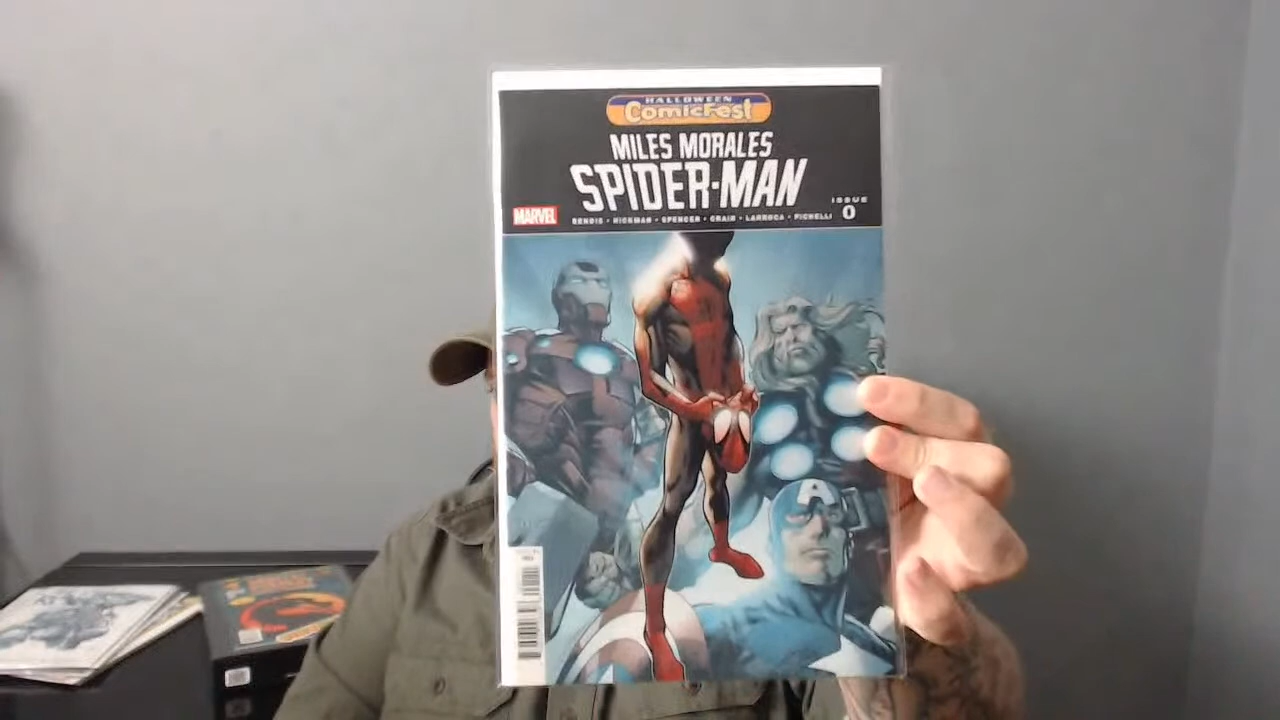 HALLOWEEN
ComicFest
MILES MORALES
SPIDER-MAN
ISSUE
0
MARVEL
BENDIS • HICKMAN • SPENCER • CRAIN • LARROCA • PICHELLI
A